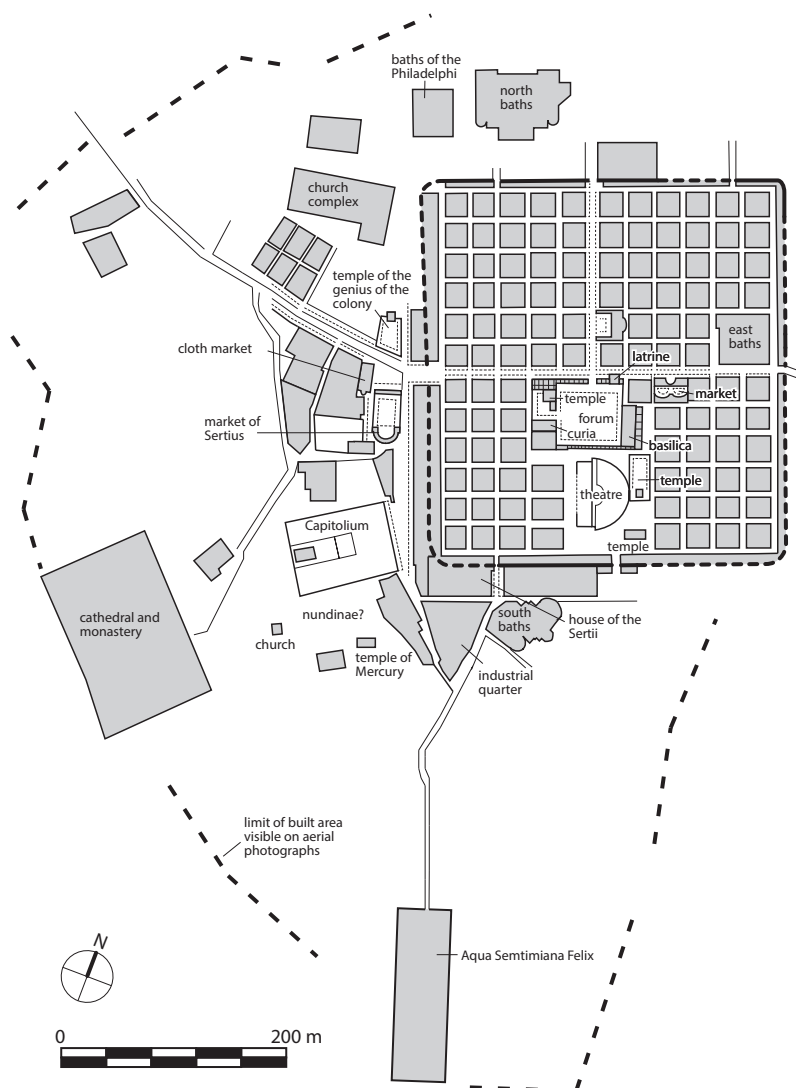 baths of the
Philadelphi
north
baths
church
complex
temple of the
genius of the
colony
cloth market
east
baths
latrine
temple
market
market of
Sertius
forum
curia
basilica
theatre
temple
Capitolium
temple
cathedral and
monastery
nundinae?
south
baths
house of the
Sertii
church
temple of
Mercury
industrial
quarter
limit of built area
visible on aerial
photographs
N
Aqua Semtimiana Felix
0
200 m